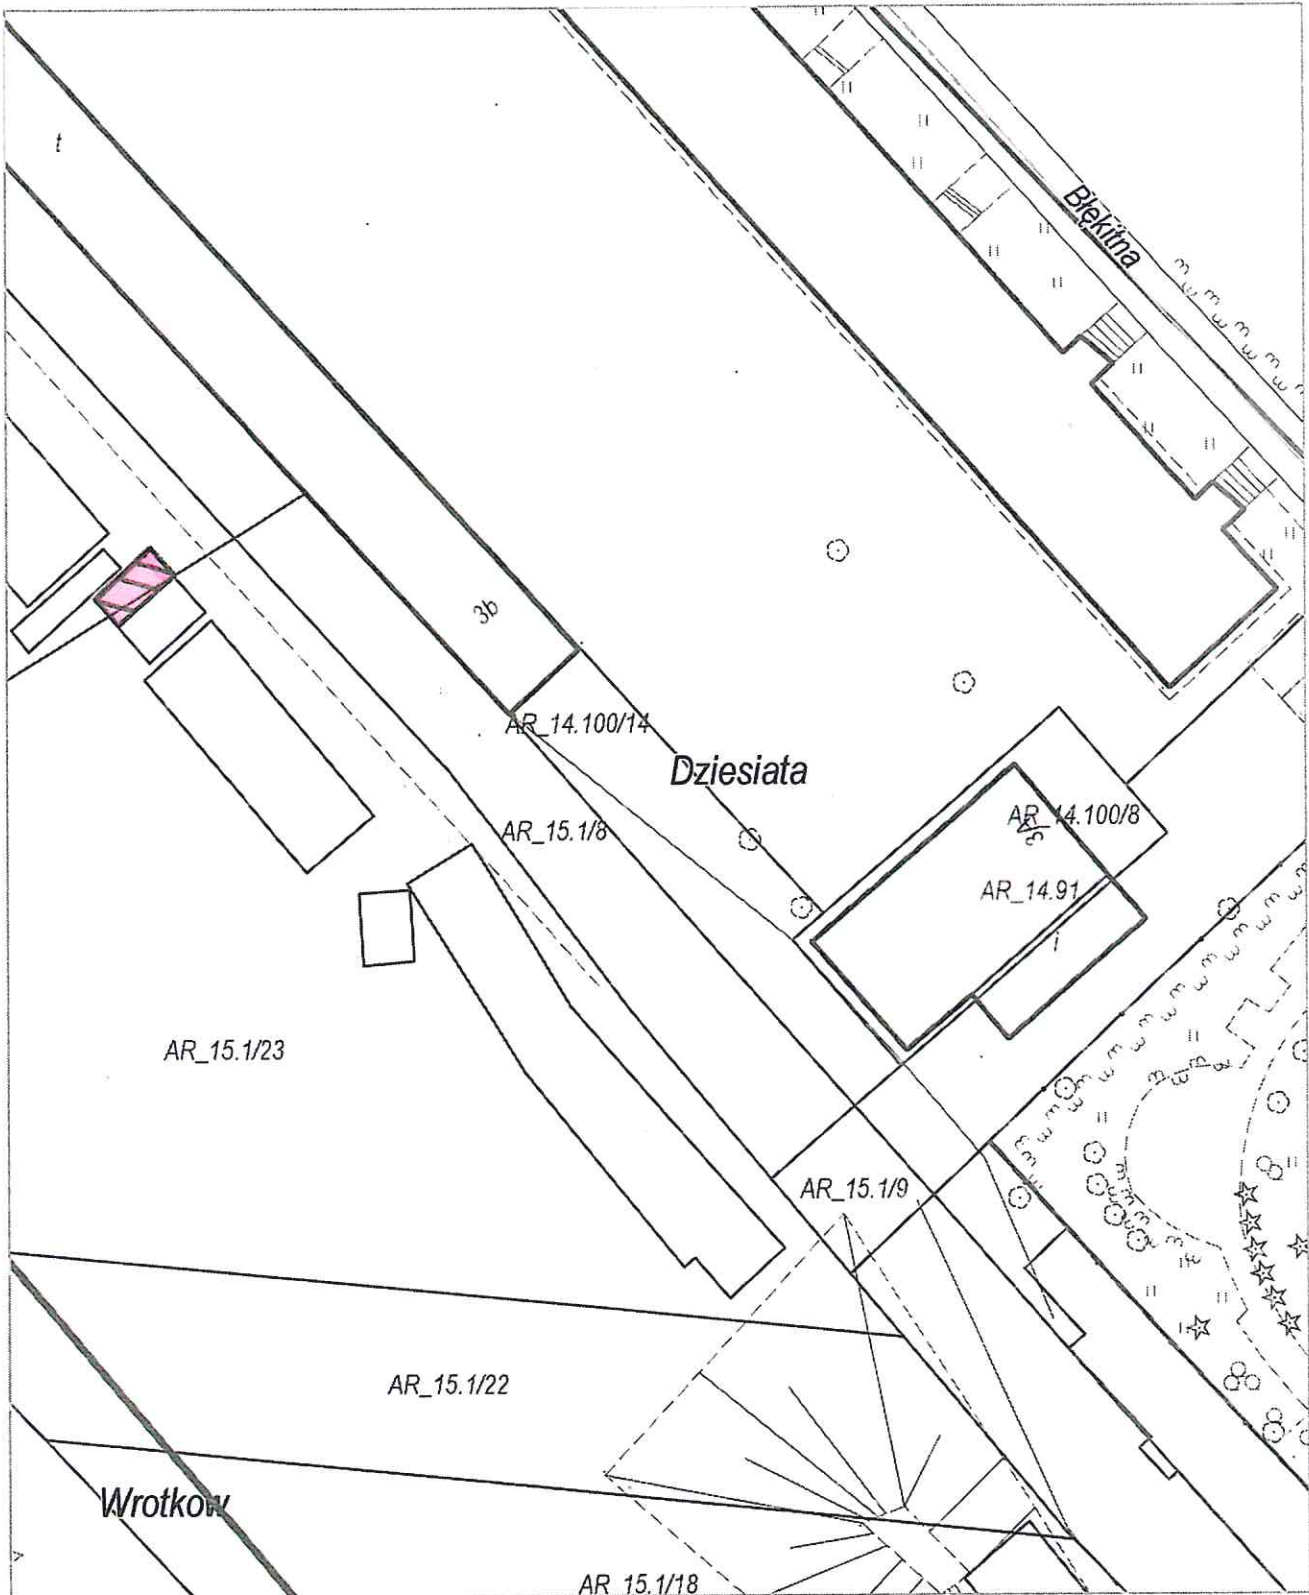 t
Błękitna
3b
AR_14.100/14
Dziesiata
AR_14.100/8
AR_15.1/8
AR_14.91
i
AR_15.1/23
AR_15.1/9
AR_15.1/22
Wrotkow
AR_15.1/18